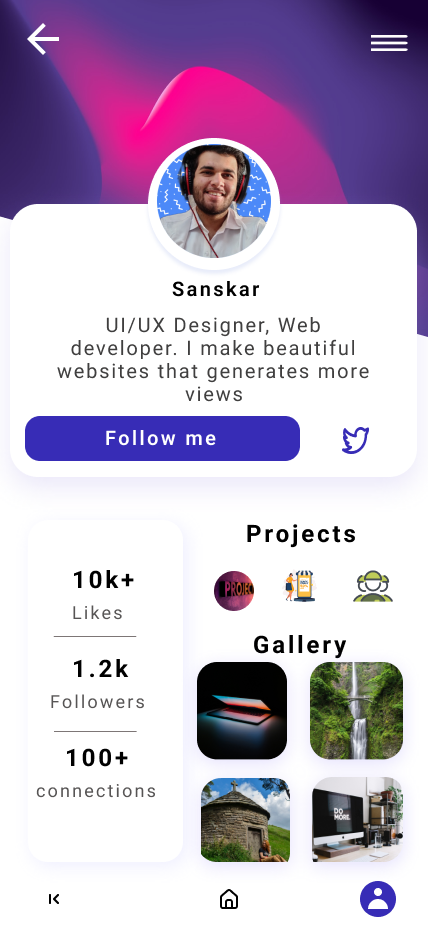 Sanskar
UI/UX Designer, Web
developer. I make beautiful
websites that generates more
views
Follow me
10k+
Likes
1.2k
Followers
100+
connections
Projects
PROJEC
Gallery
DO
MORE.